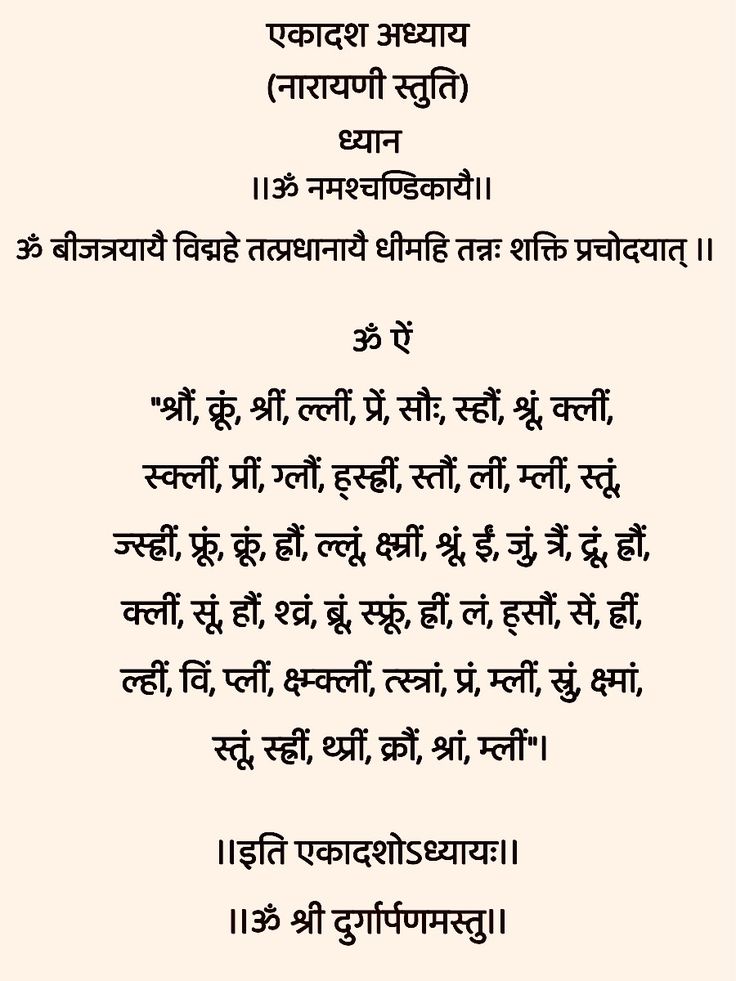 एकादश अध्याय
(नारायणी स्तुति)
ध्यान
।।ॐ नमश्चण्डिकायै।।
ॐ बीजत्रयायै विद्महे तत्प्रधानायै धीमहि तन्नः शक्ति प्रचोदयात् ।।
ॐ ऐं
"श्रौं, क्रूं, श्रीं, ल्लीं, प्रें, सौः, स्हौं, श्रूं, क्लीं,
स्क्लीं, प्रीं, ग्लौं, ह्स्ह्रीं, स्तौं, लीं, म्लीं, स्तूं,
ज्स्ह्रीं, फ्रूं, क्रूं, ह्रौं, ल्लूं, क्ष्म्रीं, श्रूं, ईं, जुं, त्रैं, द्रूं, ह्रौं,
क्लीं, सूं, हौं, श्व्रं, ब्रूं, स्फ्रूं, ह्रीं, लं, ह्सौं, सें, ह्रीं,
ल्हीं, विं, प्लीं, क्ष्म्क्लीं, त्स्त्रां, प्रं, म्लीं, स्रुं, क्ष्मां,
स्तूं, स्ह्रीं, थ्प्रीं, क्रौं, श्रां, म्लीं"।
।।इति एकादशोऽध्यायः।।
।।ॐ श्री दुर्गार्पणमस्तु।।